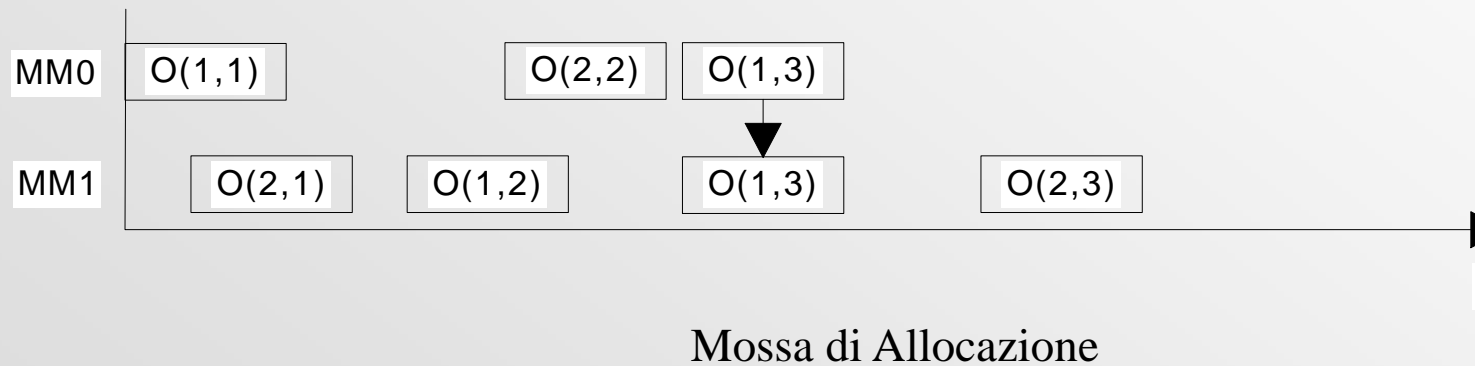 MM0 O(1,1) O(2,2) O(1,3)
MM1 O(2,1) O(1,2) O(1,3) O(2,3)
Mossa di Allocazione